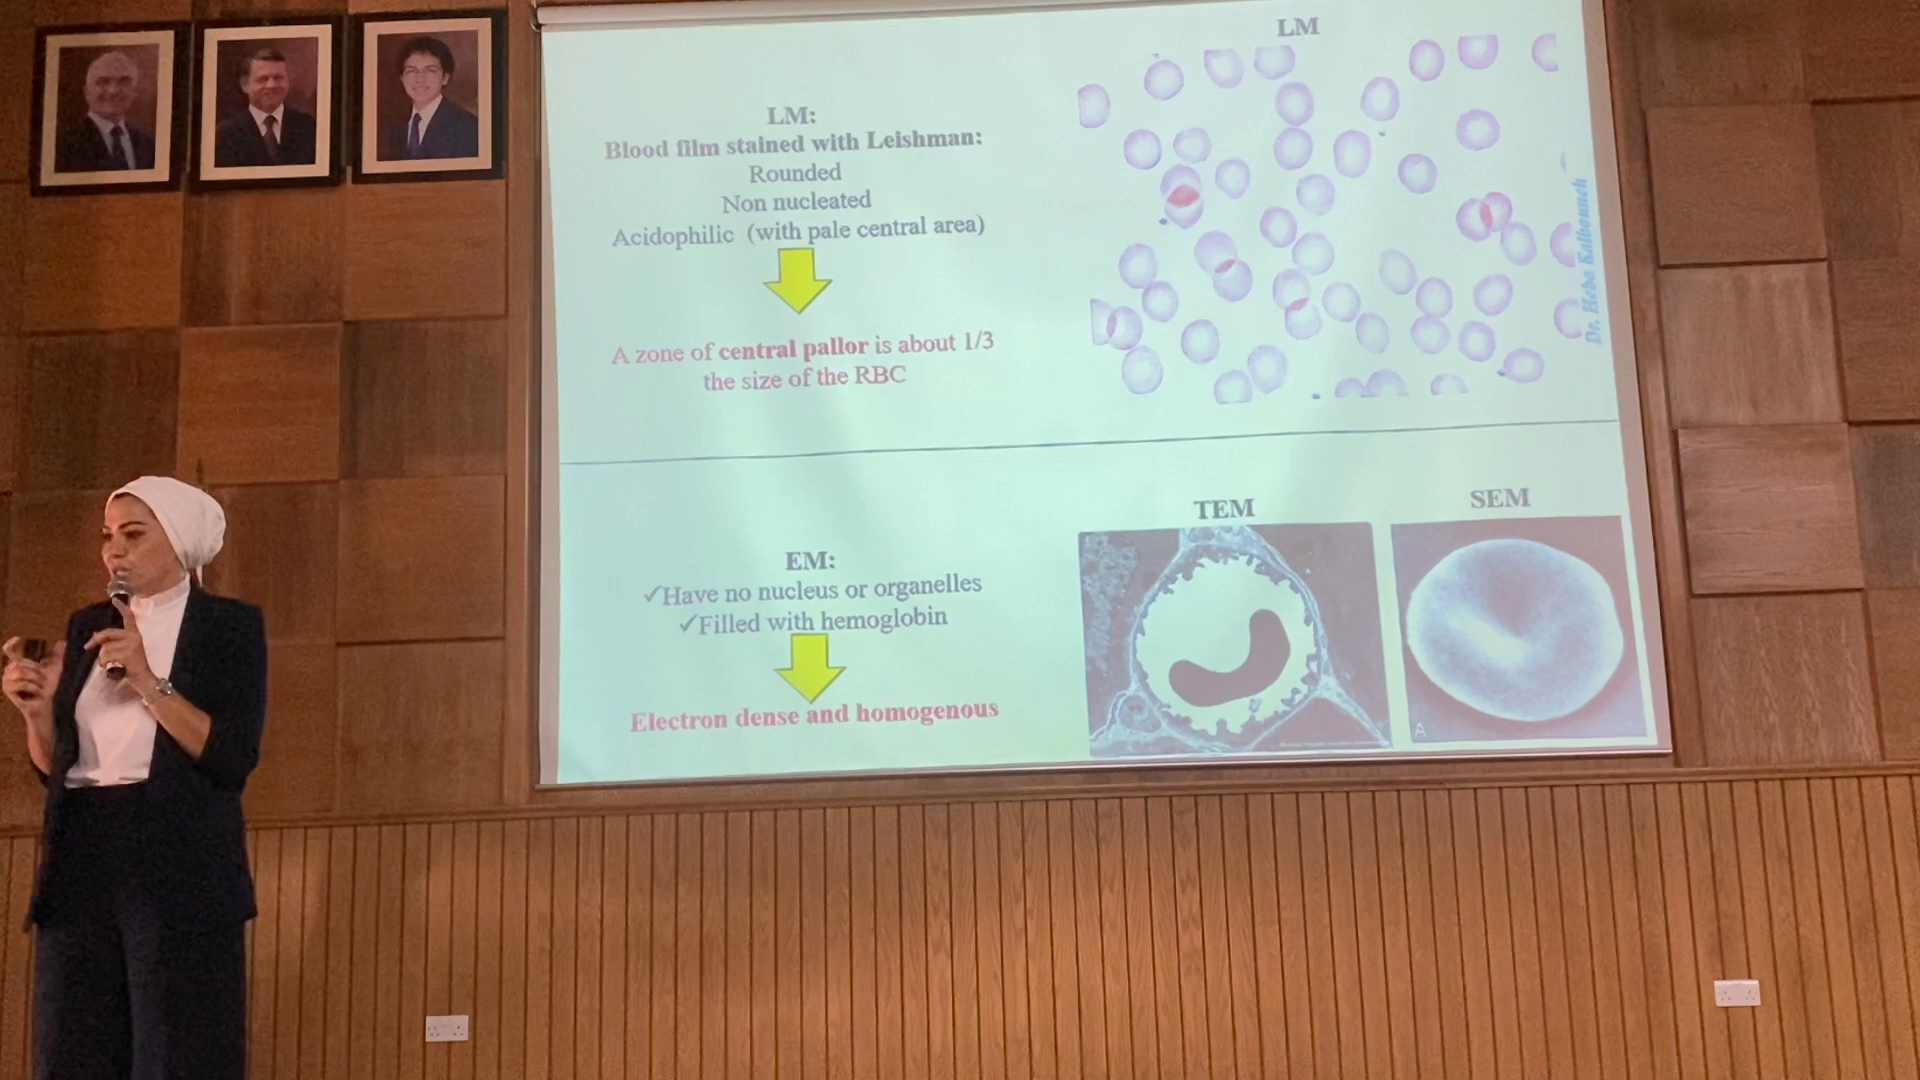 LM
LM:
Blood film stained with Leishman:
Rounded
Non nucleated
Acidophilic (with pale central area)
A zone of central pallor is about 1/3
the size of the RBC
Dr. Heba Kalbouneh
TEM
SEM
EM:
✓Have no nucleus or organelles
✓Filled with hemoglobin
Electron dense and homogenous
A